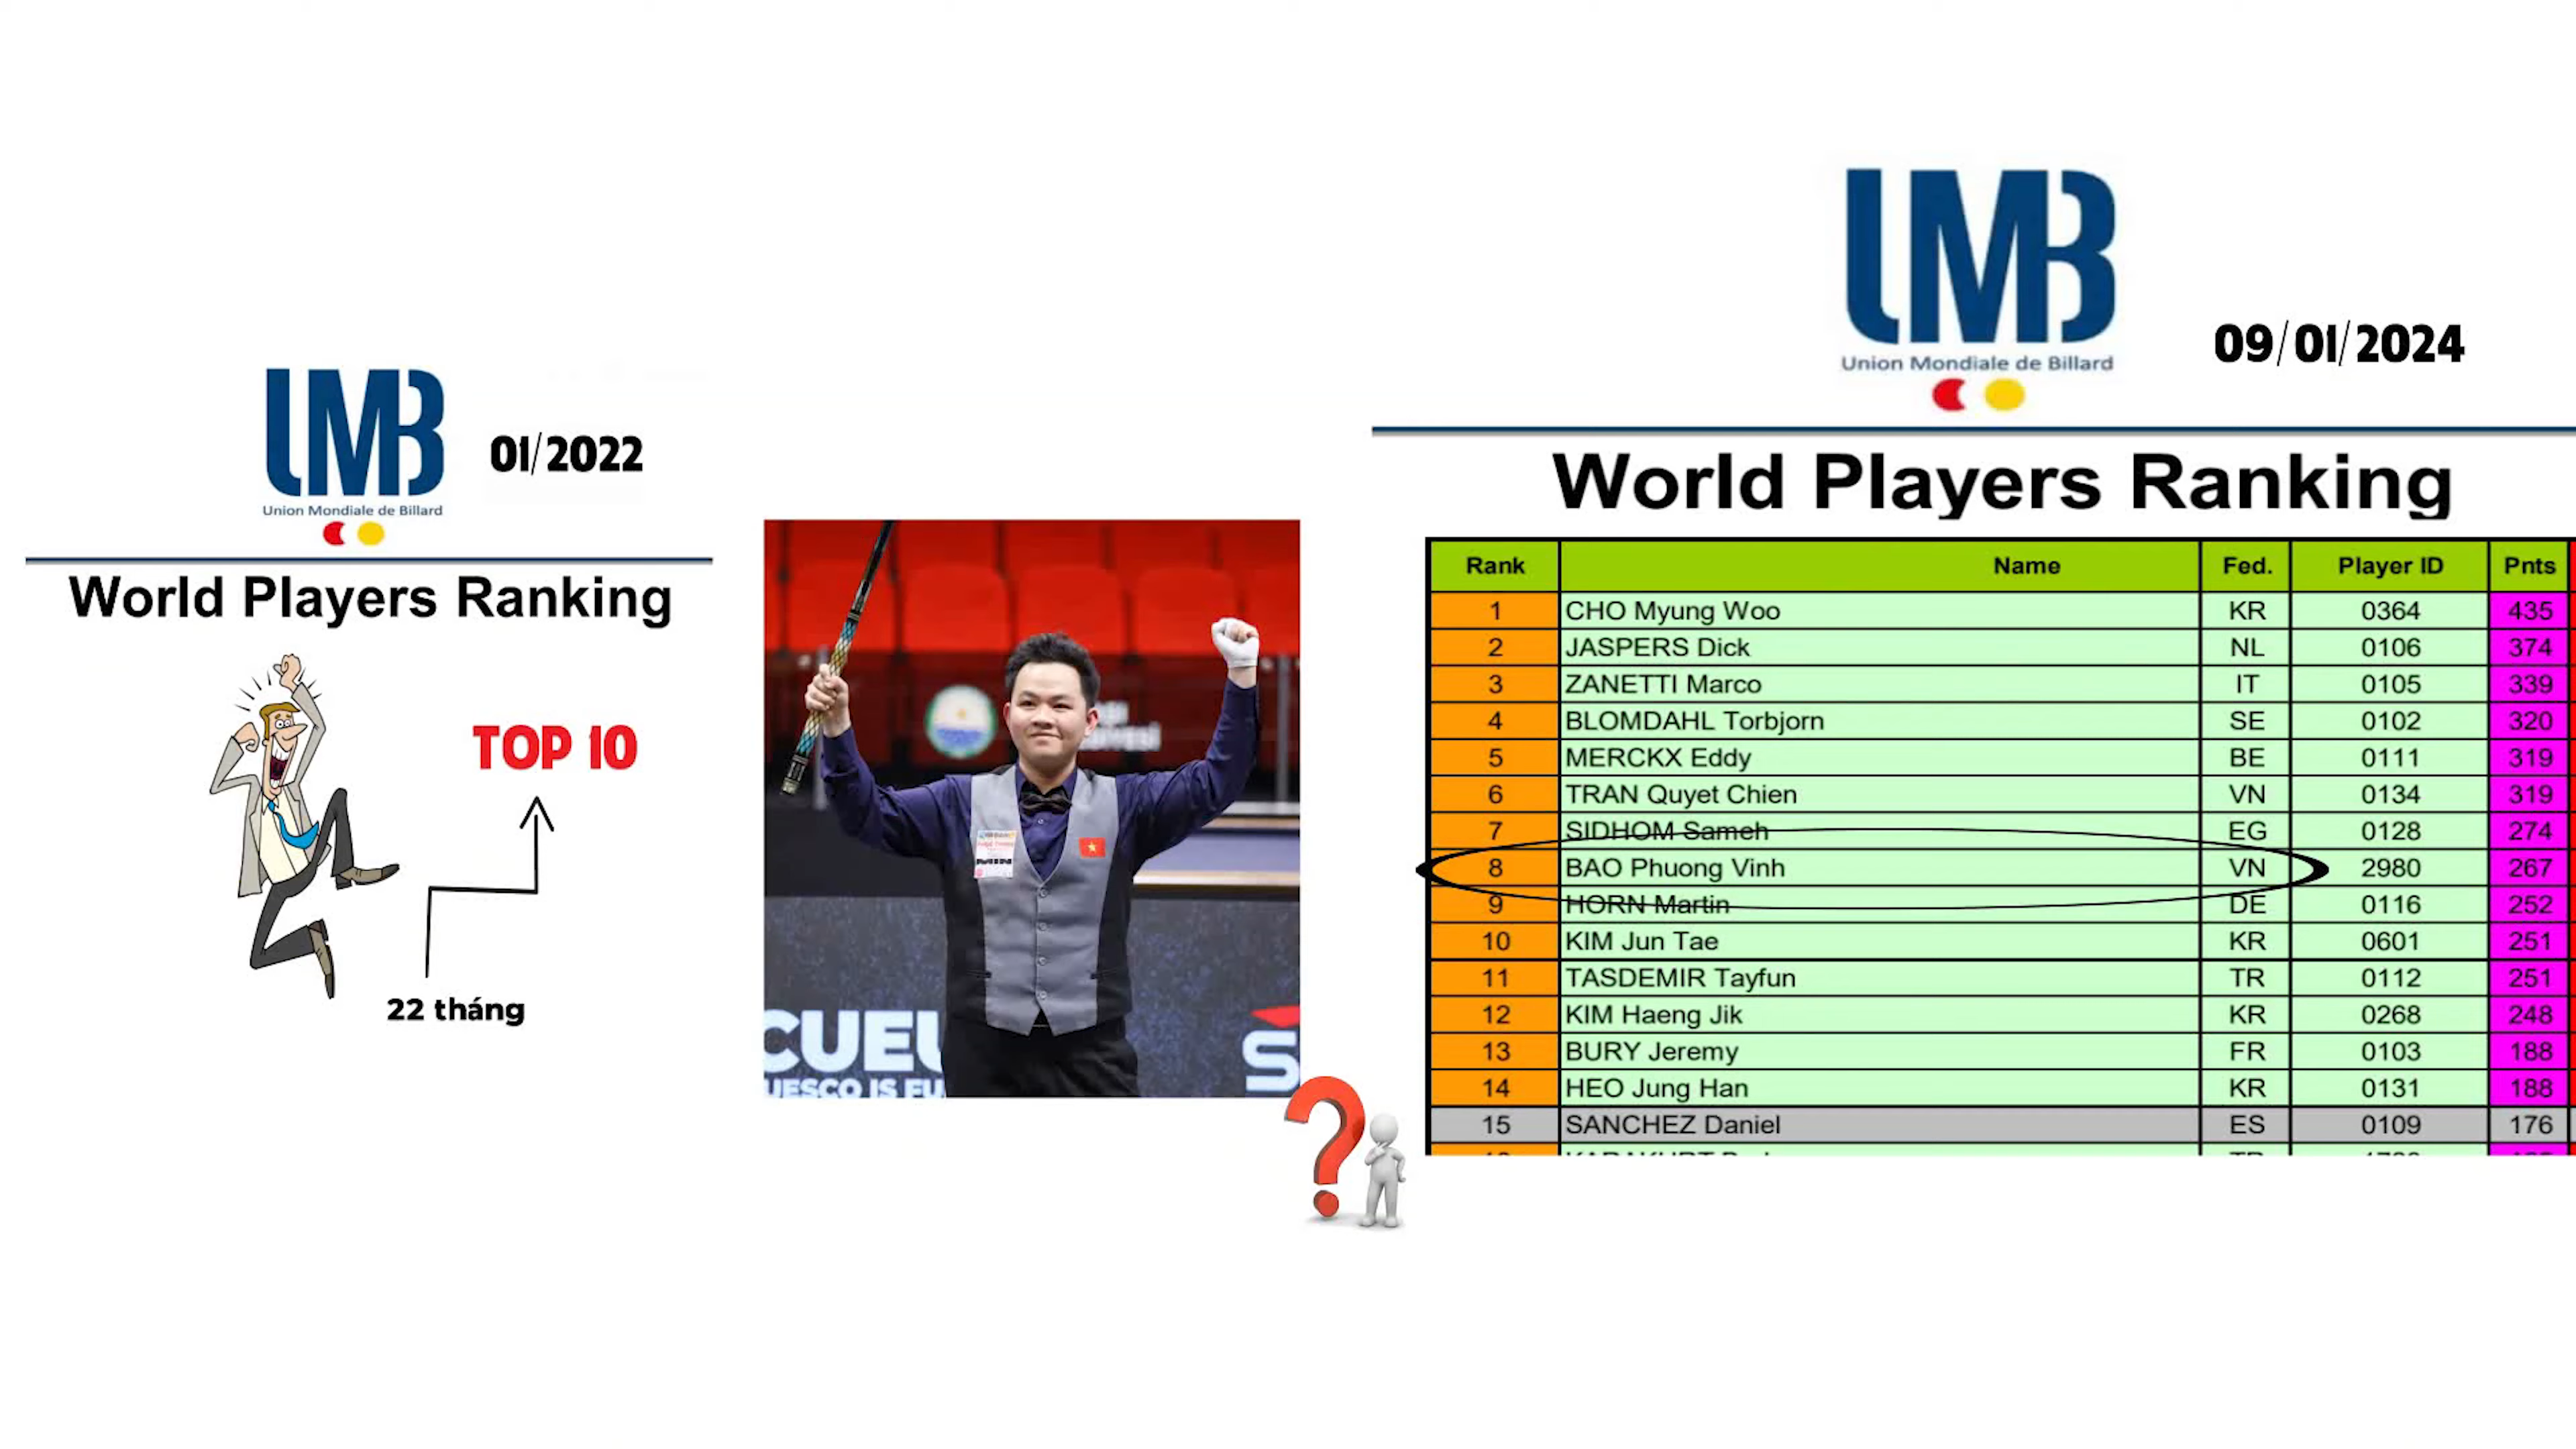 UMB
Union Mondiale de Billard
01/2022
World Players Ranking
TOP 10
22 tháng
CUEU
UESCO IS FU
S
UMB
Union Mondiale de Billard
09/01/2024
World Players Ranking
Rank Name Fed. Player ID Pnts
1 CHO Myung Woo KR 0364 435
2 JASPERS Dick NL 0106 374
3 ZANETTI Marco IT 0105 339
4 BLOMDAHL Torbjorn SE 0102 320
5 MERCKX Eddy BE 0111 319
6 TRAN Quyet Chien VN 0134 319
7 SIDHOM Sameh EG 0128 274
8 BAO Phuong Vinh VN 2980 267
9 HORN Martin DE 0116 252
10 KIM Jun Tae KR 0601 251
11 TASDEMIR Tayfun TR 0112 251
12 KIM Haeng Jik KR 0268 248
13 BURY Jeremy FR 0103 188
14 HEO Jung Han KR 0131 188
15 SANCHEZ Daniel ES 0109 176